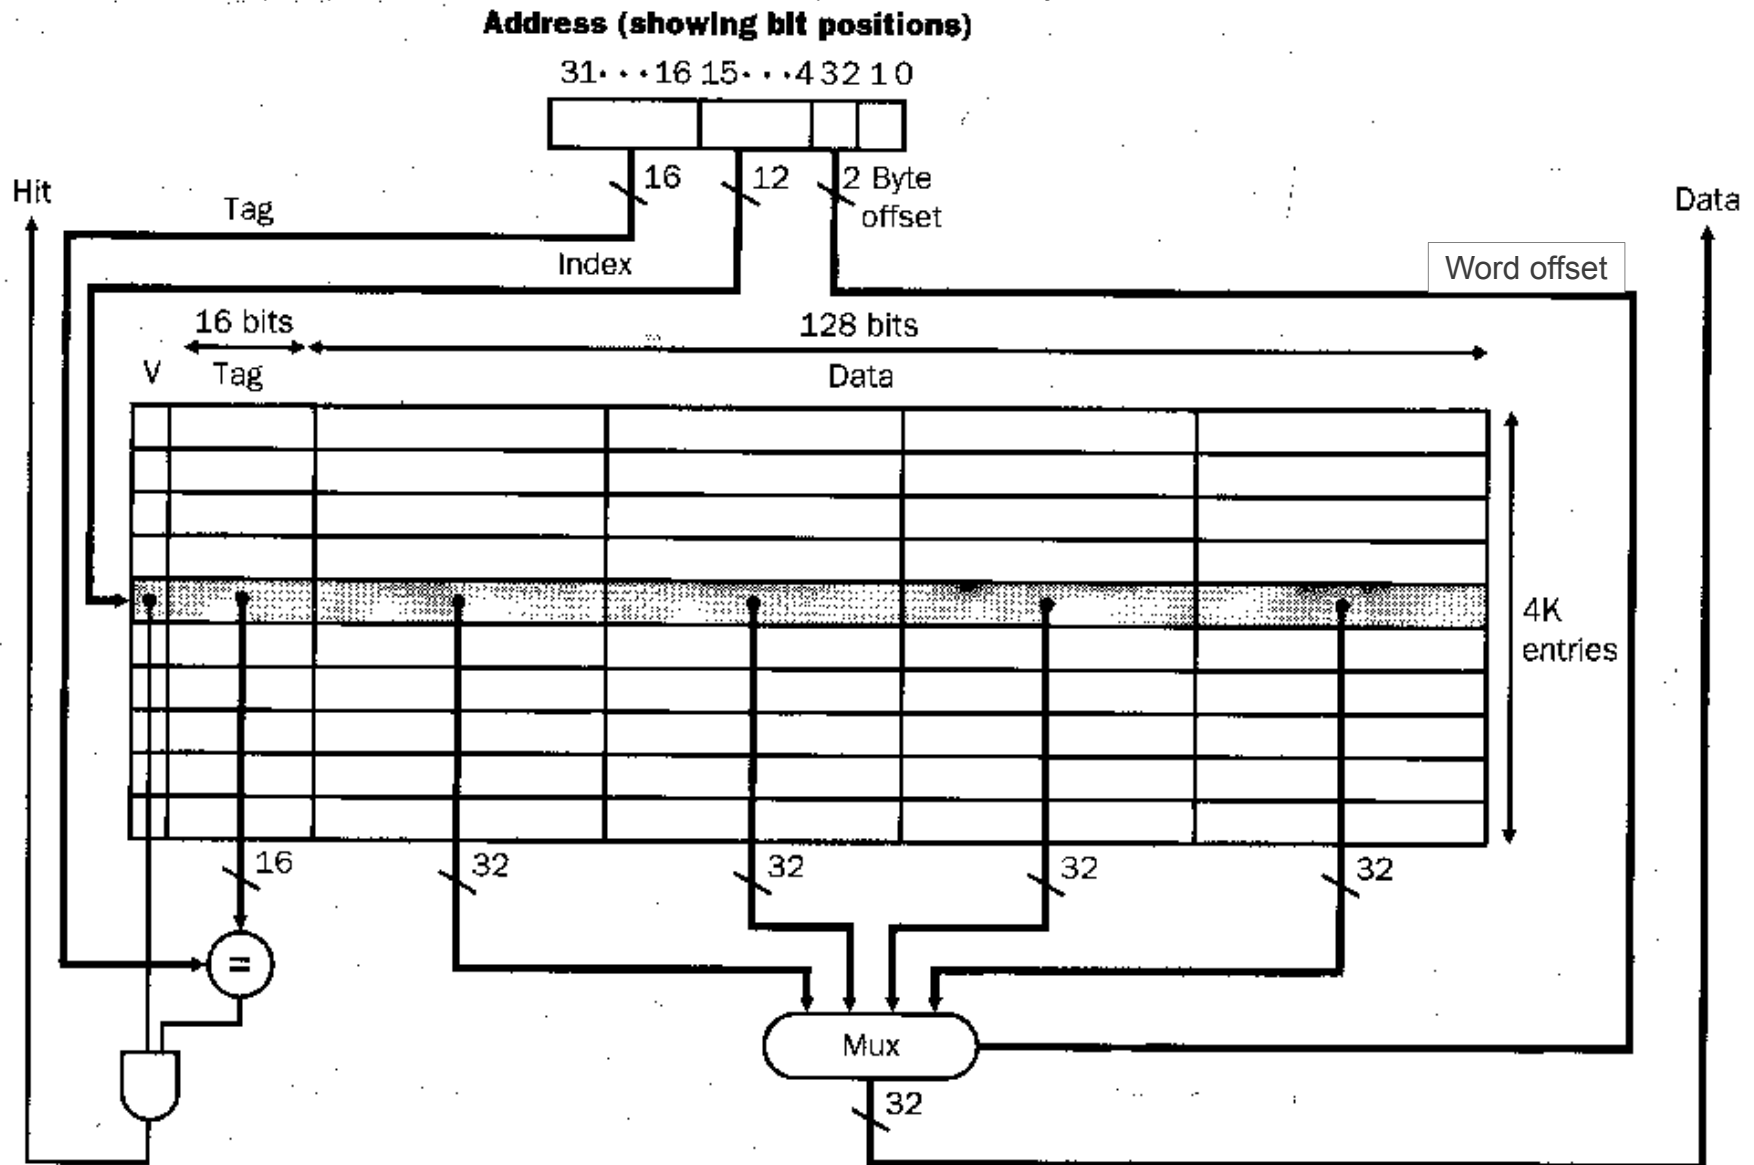 Address (showing bit positions)
31· · ·16 15· · ·4 3 2 1 0
16
12
2 Byte
offset
Hit
Tag
Data
Index
Word offset
16 bits
128 bits
V
Tag
Data
4K
entries
16
32
32
32
32
=
Mux
32